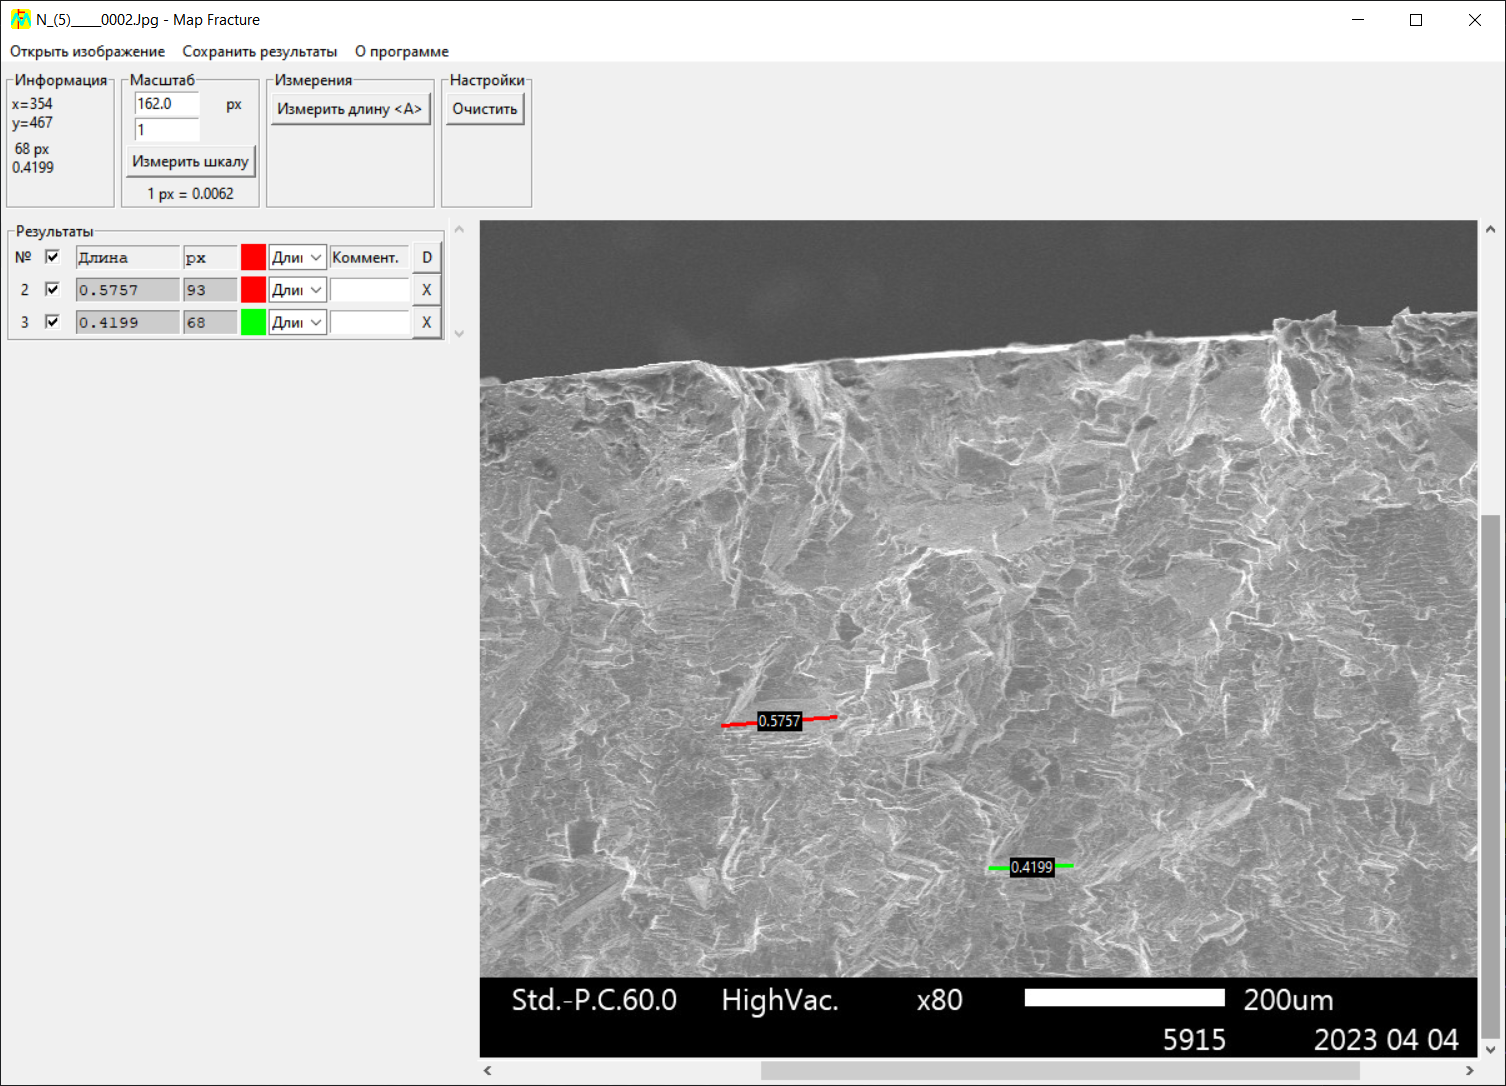 N_(5)____0002.Jpg - Map Fracture
Открыть изображение Сохранить результаты О программе
Информация Масштаб Измерения Настройки
x=354 162.0 px Измерить длину <A> Очистить
y=467 1
68 px Измерить шкалу
0.4199 1 px = 0.0062
Результаты
№ Длина px Длин Коммент. D
2 0.5757 93 Длин X
3 0.4199 68 Длин X
0.5757
0.4199
Std.-P.C.60.0 HighVac. x80 200um
5915 2023 04 04